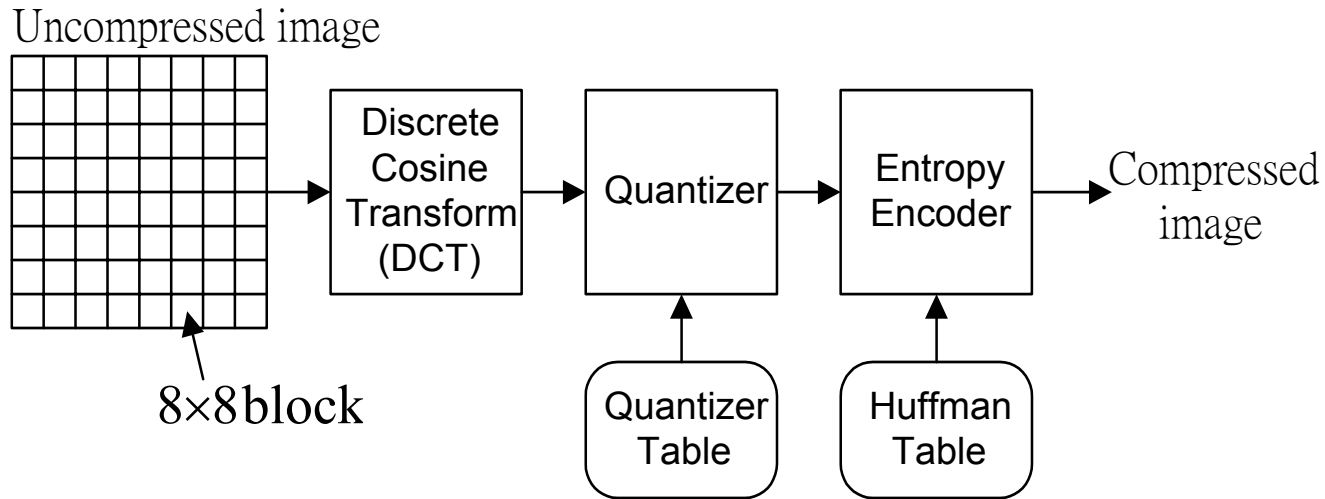 Uncompressed image
Discrete
Cosine
Transform
(DCT)
Quantizer
Entropy
Encoder
Compressed
image
8×8block
Quantizer
Table
Huffman
Table